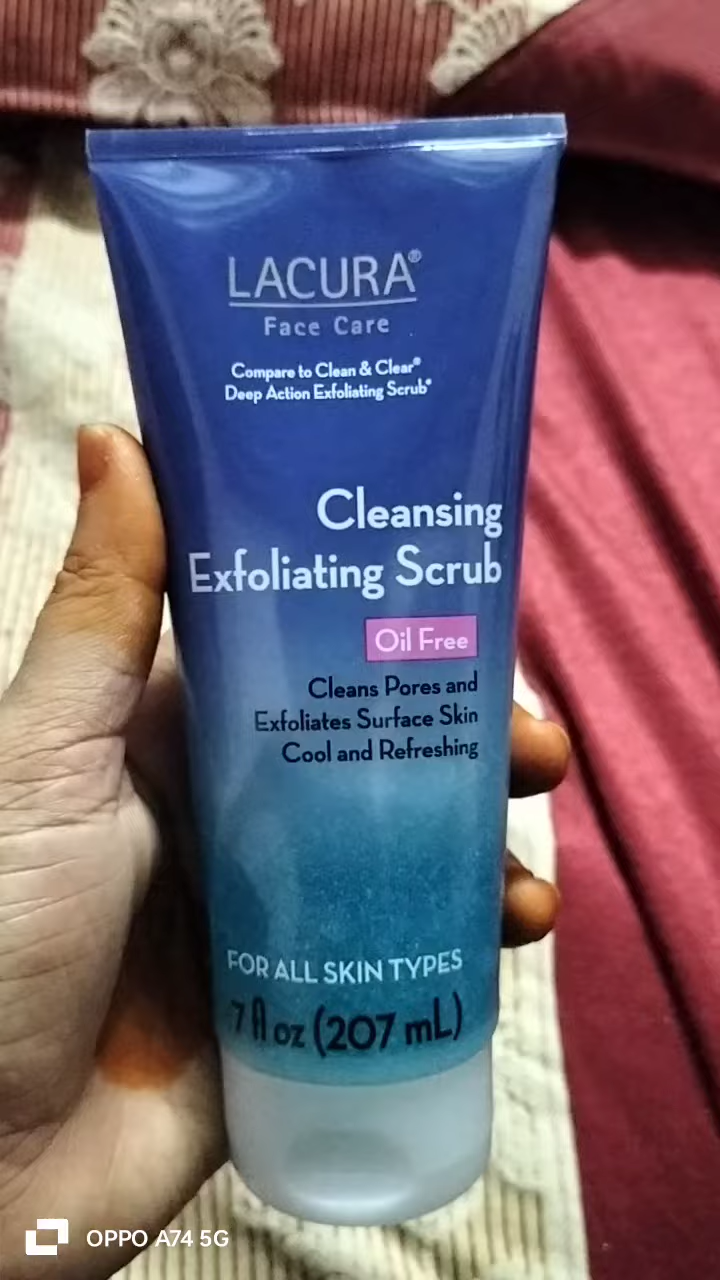 LACURA®
Face Care
Compare to Clean & Clear®
Deep Action Exfoliating Scrub*
Cleansing
Exfoliating Scrub
Oil Free
Cleans Pores and
Exfoliates Surface Skin
Cool and Refreshing
FOR ALL SKIN TYPES
7 fl oz (207 mL)
OPPO A74 5G